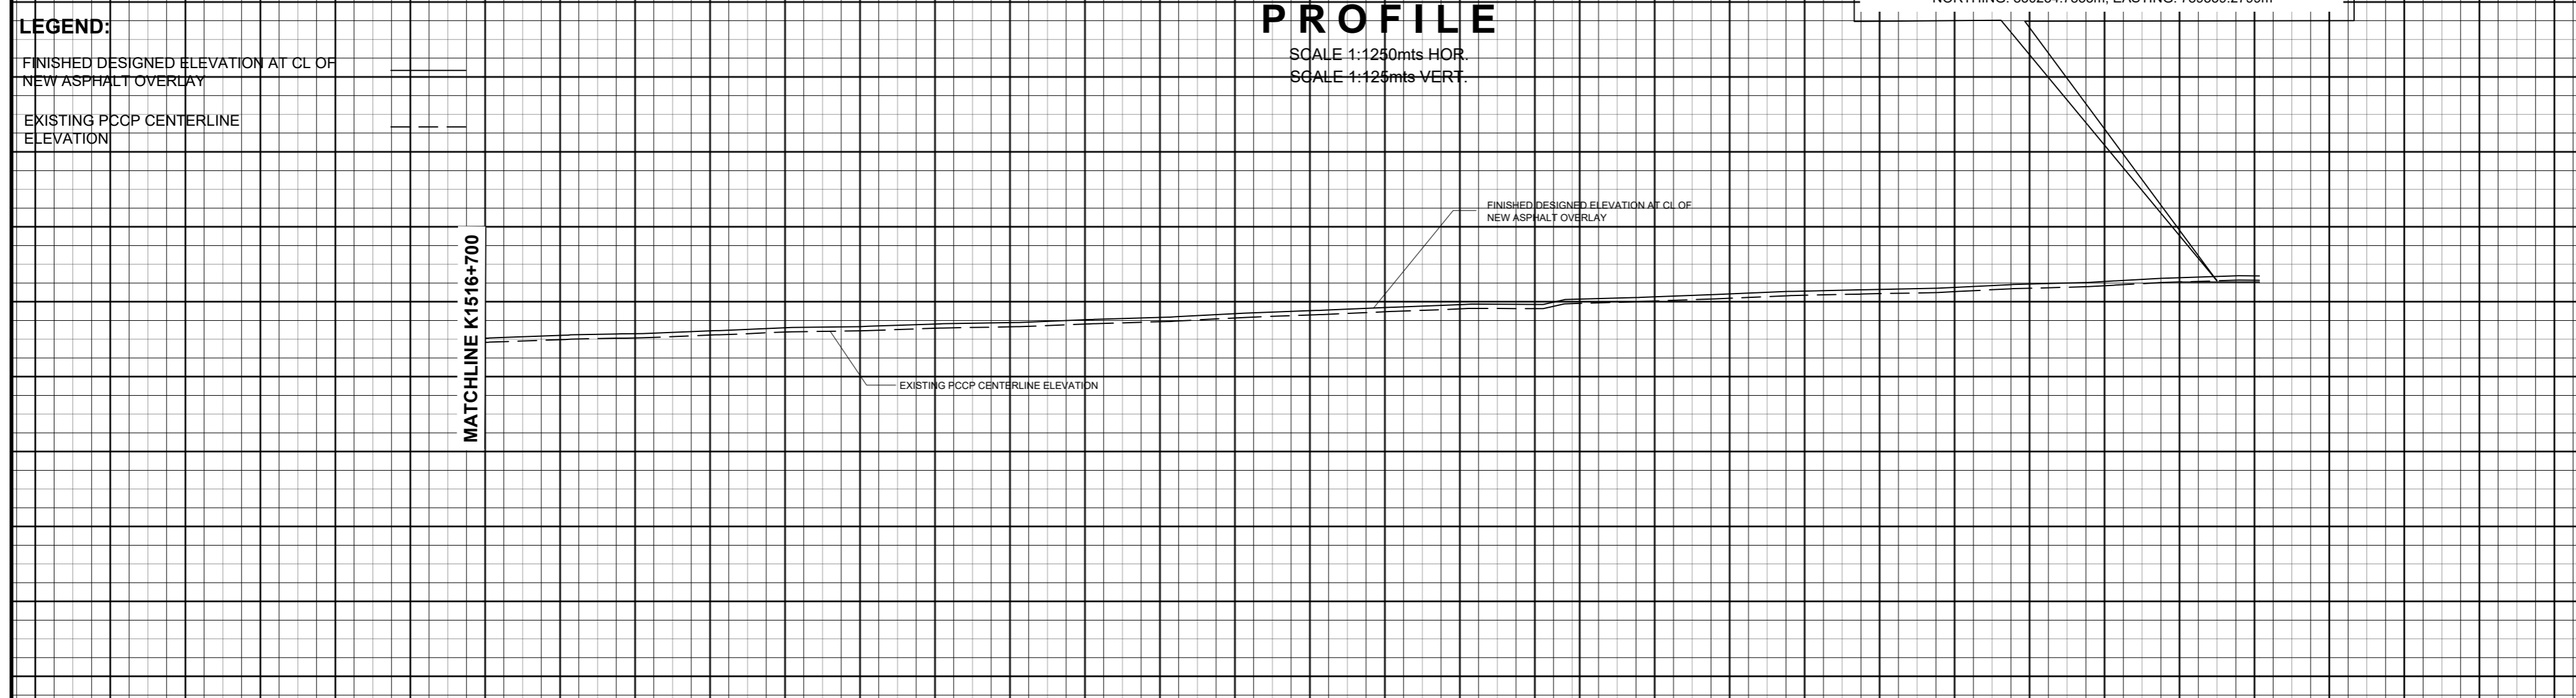 LEGEND:
FINISHED DESIGNED ELEVATION AT CL OF
NEW ASPHALT OVERLAY
EXISTING PCCP CENTERLINE
ELEVATION
PROFILE
SCALE 1:1250mts HOR.
SCALE 1:125mts VERT.
MATCHLINE K1516+700
FINISHED DESIGNED ELEVATION AT CL OF
NEW ASPHALT OVERLAY
EXISTING PCCP CENTERLINE ELEVATION